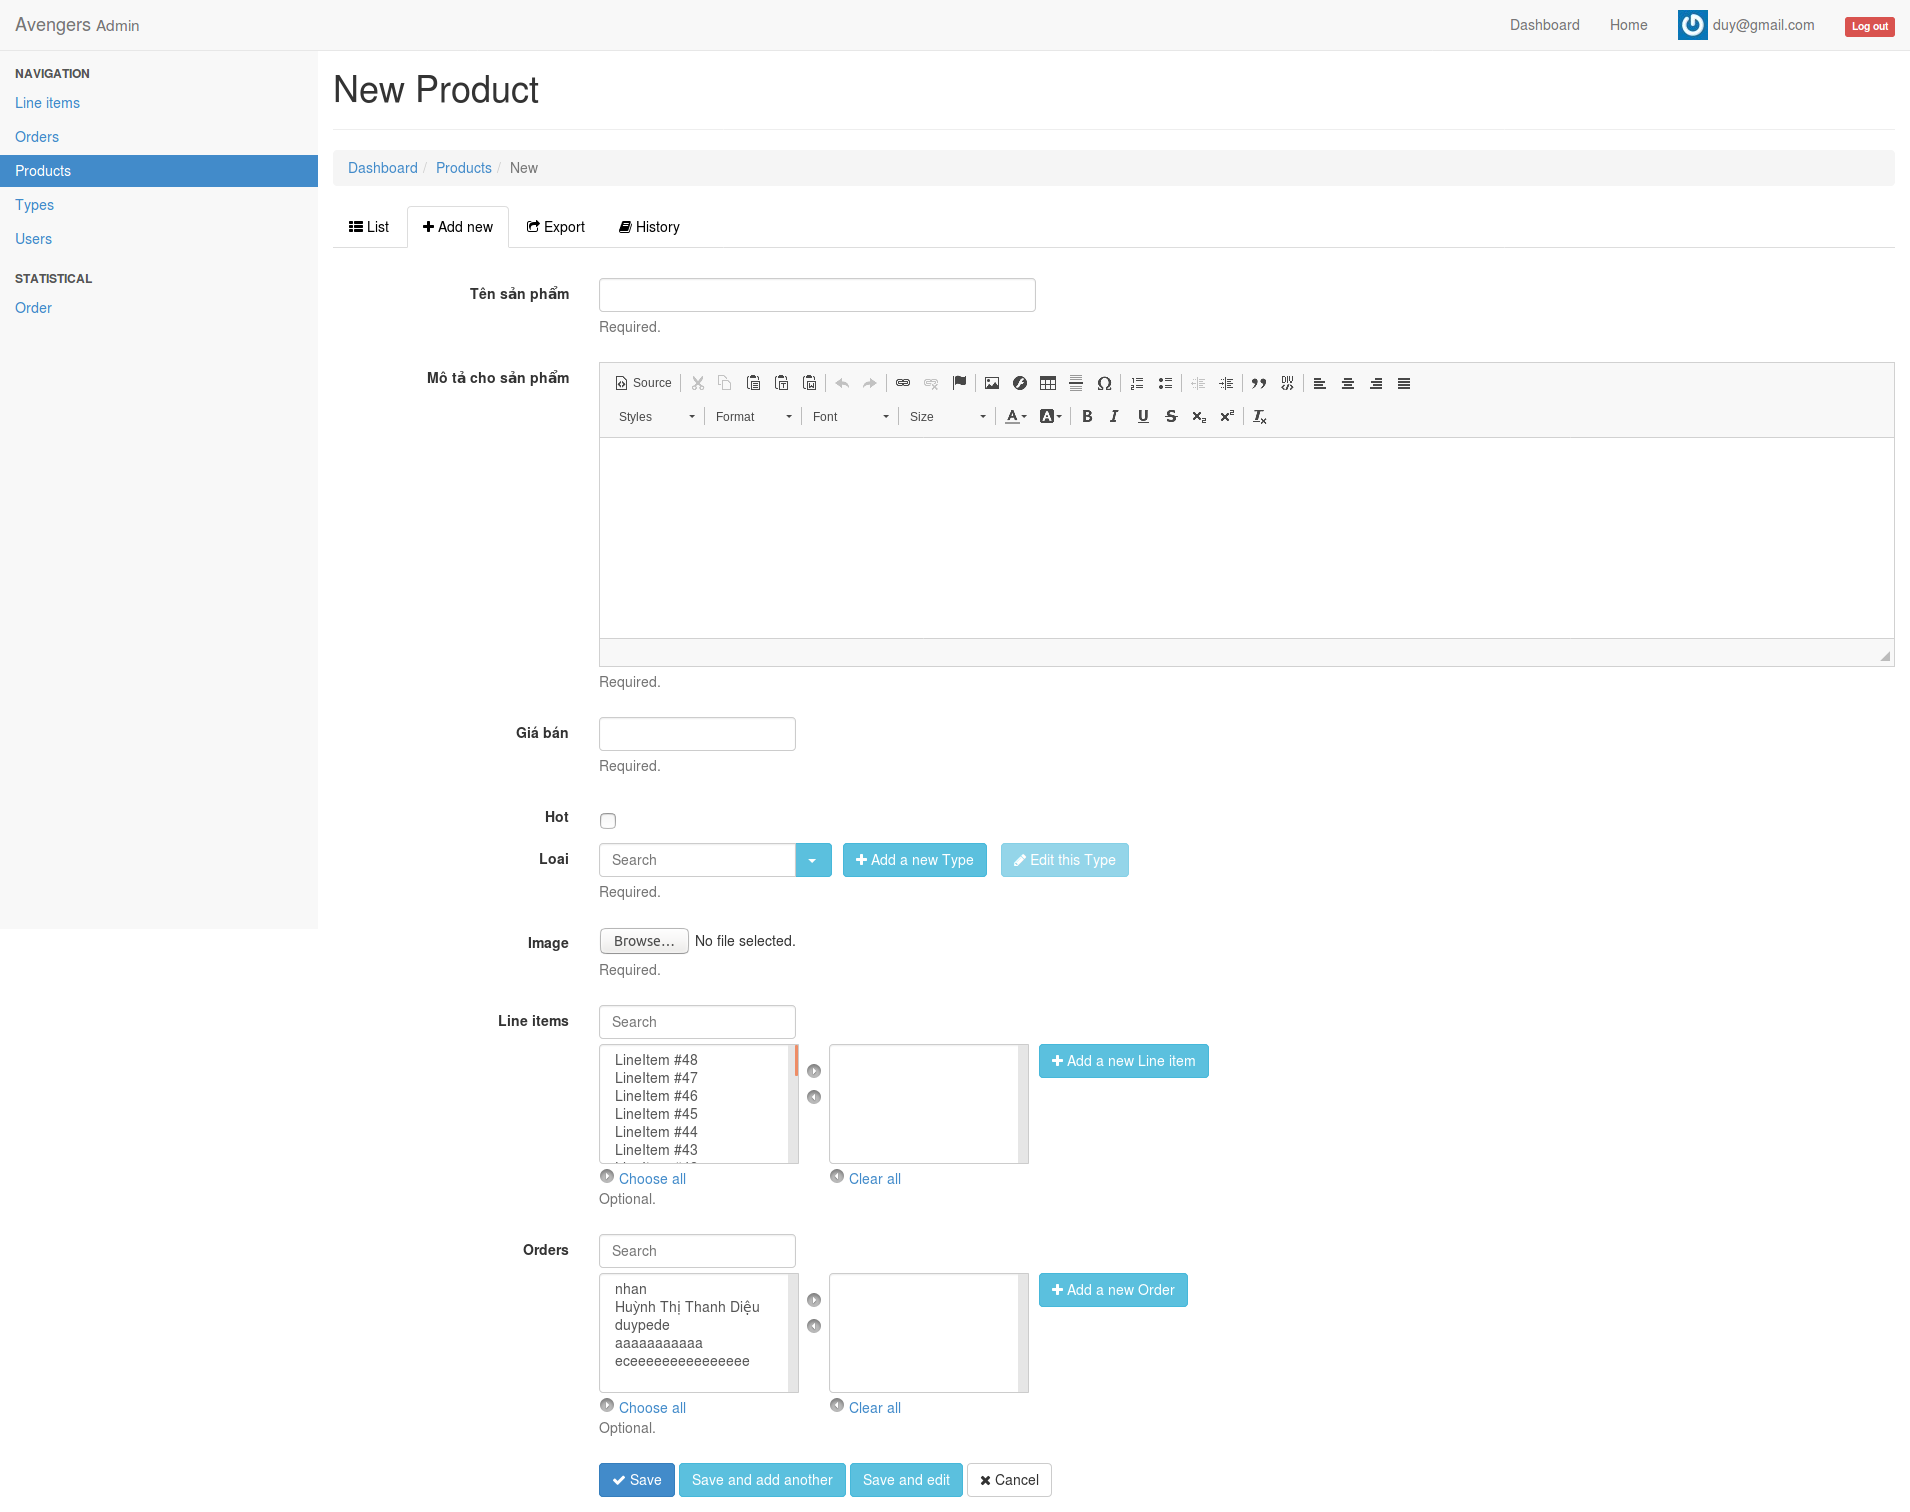 Avengers Admin
Dashboard Home duy@gmail.com Log out
NAVIGATION
Line items
Orders
Products
Types
Users
STATISTICAL
Order
New Product
Dashboard / Products / New
List Add new Export History
Tên sản phẩm
Required.
Mô tả cho sản phẩm
Source
Styles Format Font Size
Required.
Giá bán
Required.
Hot
Loai
Search Add a new Type Edit this Type
Required.
Image
Browse... No file selected.
Required.
Line items
Search
LineItem #48
LineItem #47
LineItem #46
LineItem #45
LineItem #44
LineItem #43
Add a new Line item
Choose all Clear all
Optional.
Orders
Search
nhan
Huỳnh Thị Thanh Diệu
duypede
aaaaaaaaaaa
eceeeeeeeeeeeeeee
Add a new Order
Choose all Clear all
Optional.
Save Save and add another Save and edit Cancel